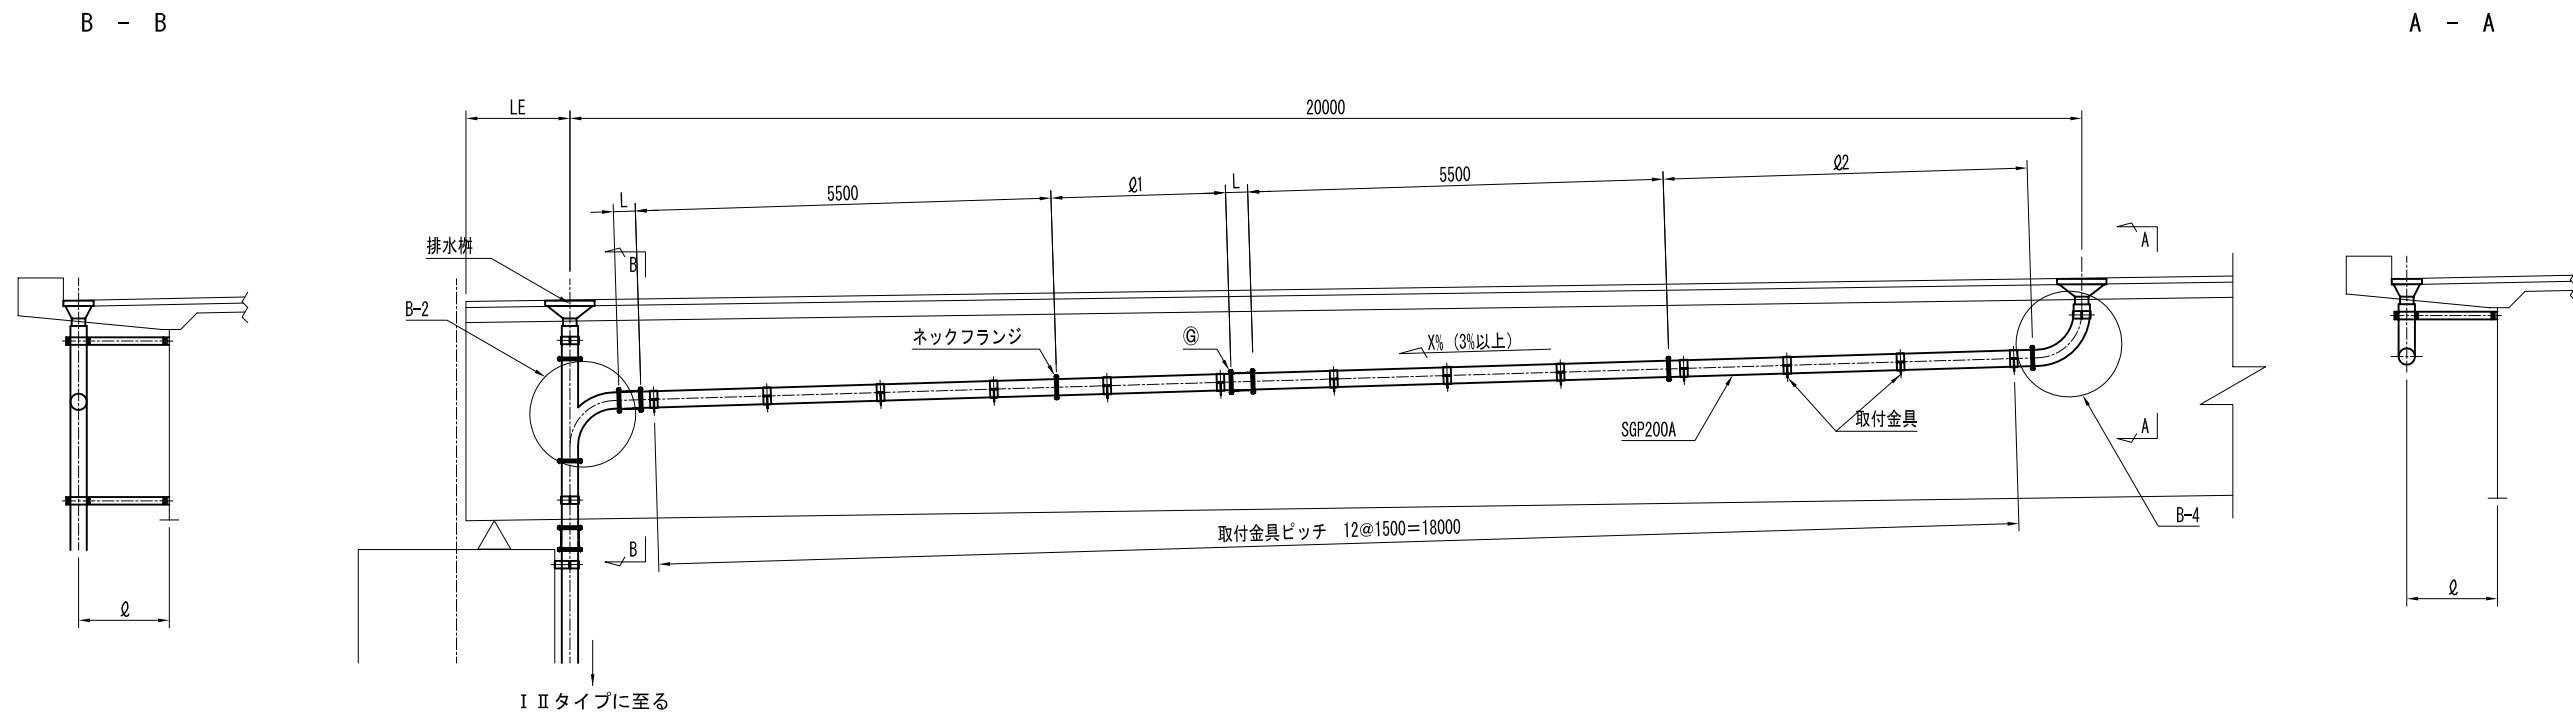 B - B
A - A
LE
20000
L
5500
ℓ1
L
5500
ℓ2
排水桝
B
A
B-2
ネックフランジ
Ⓖ
X% (3%以上)
SGP200A
取付金具
A
B-4
取付金具ピッチ 12@1500=18000
B
ℓ
ℓ
Ⅰ Ⅱタイプに至る